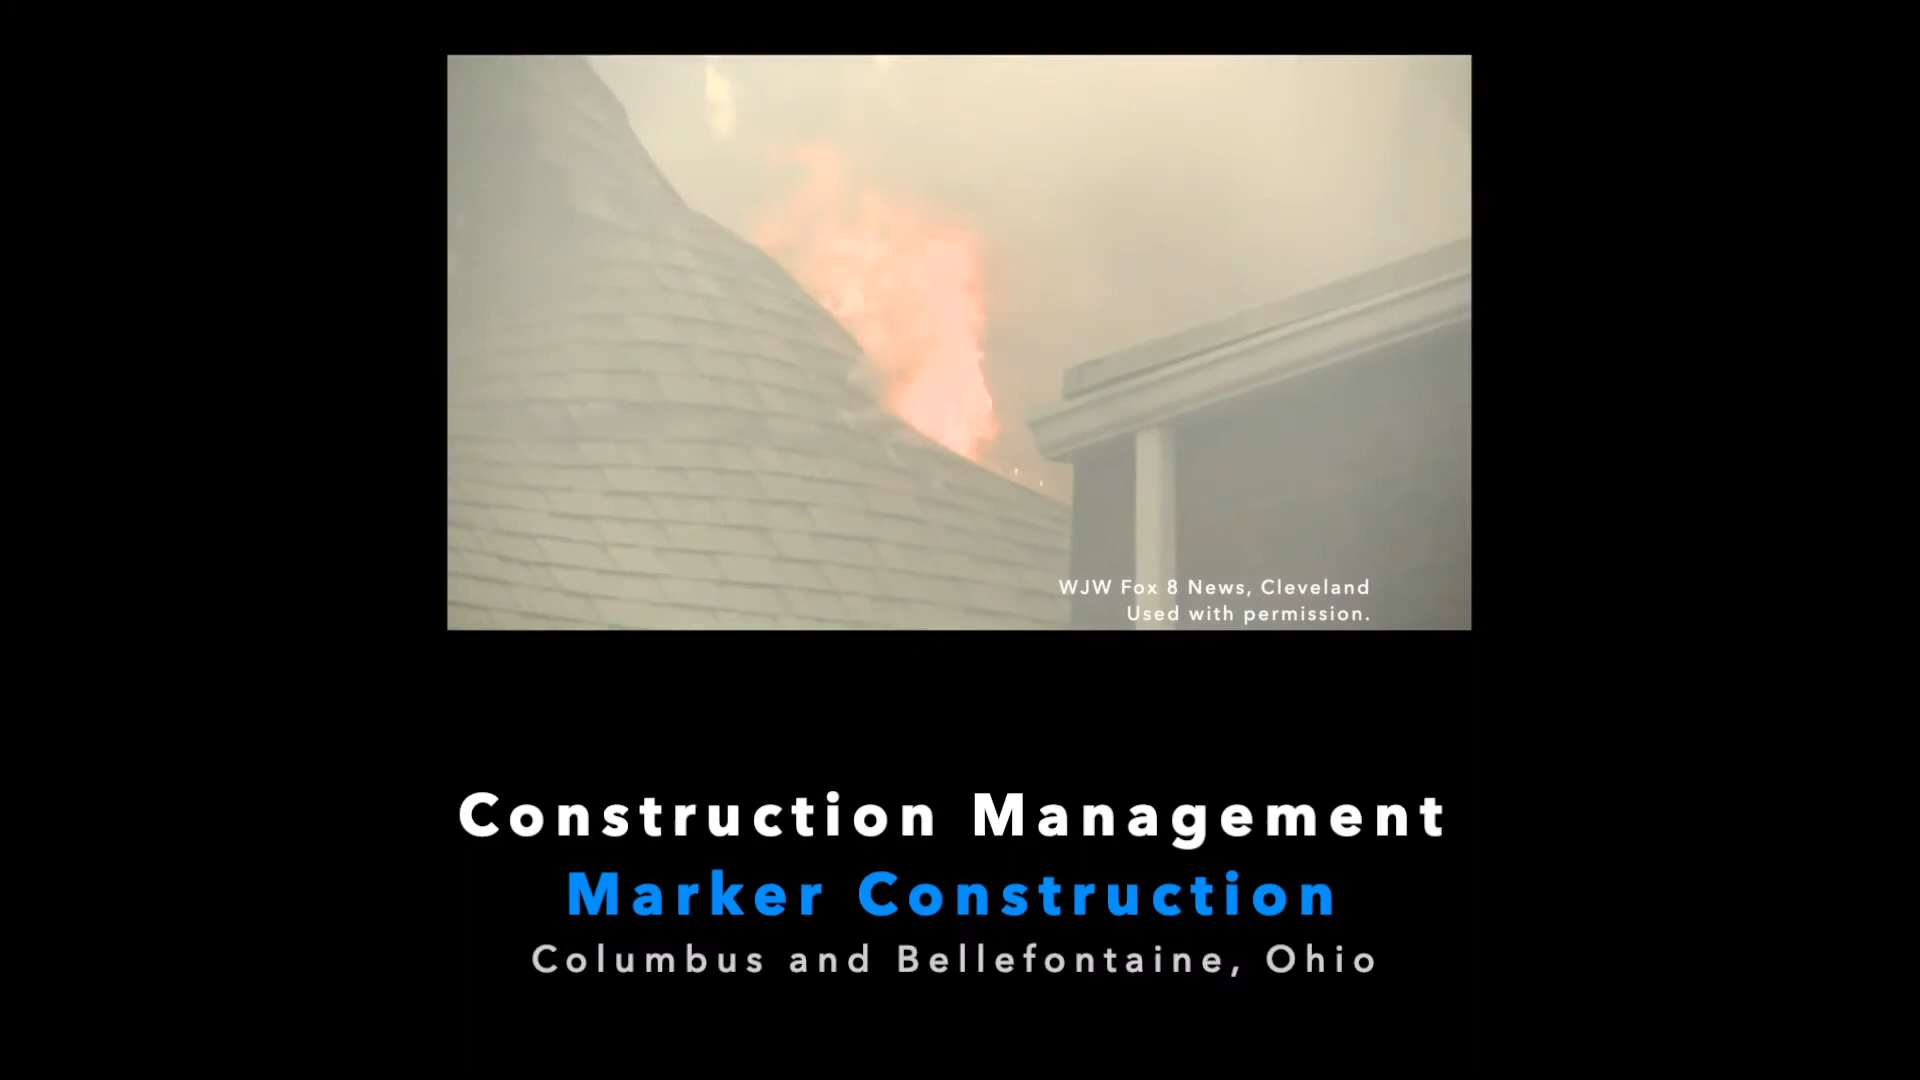 WJW Fox 8 News, Cleveland
Used with permission.
Construction Management
Marker Construction
Columbus and Bellefontaine, Ohio